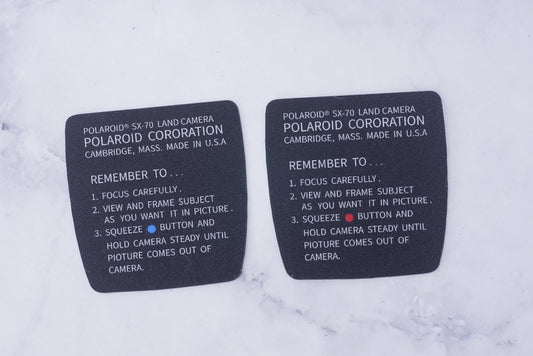 POLAROID® SX-70 LAND CAMERA
POLAROID CORORATION
CAMBRIDGE, MASS. MADE IN U.S.A
REMEMBER TO...
1. FOCUS CAREFULLY.
2. VIEW AND FRAME SUBJECT
AS YOU WANT IT IN PICTURE.
3. SQUEEZE BUTTON AND
HOLD CAMERA STEADY UNTIL
PIOTURE COMES OUT OF
CAMERA.
POLAROID® SX-70 LAND CAMERA
POLAROID CORORATION
CAMBRIDGE, MASS. MADE IN U.S.A
REMEMBER TO...
1. FOCUS CAREFULLY.
2. VIEW AND FRAME SUBJECT
AS YOU WANT IT IN PICTURE.
3. SQUEEZE BUTTON AND
HOLD CAMERA STEADY UNTIL
PIOTURE COMES OUT OF
CAMERA.